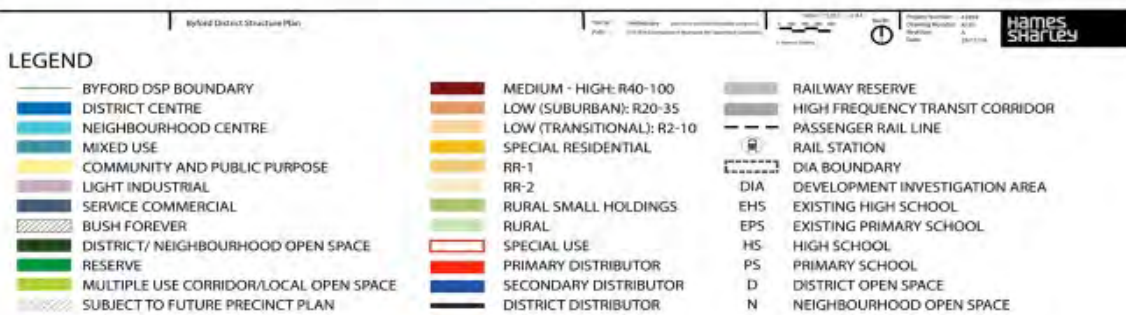 Byford District Structure Plan
Hames
Sharley
LEGEND
BYFORD DSP BOUNDARY
DISTRICT CENTRE
NEIGHBOURHOOD CENTRE
MIXED USE
COMMUNITY AND PUBLIC PURPOSE
LIGHT INDUSTRIAL
SERVICE COMMERCIAL
BUSH FOREVER
DISTRICT/ NEIGHBOURHOOD OPEN SPACE
RESERVE
MULTIPLE USE CORRIDOR/LOCAL OPEN SPACE
SUBJECT TO FUTURE PRECINCT PLAN
MEDIUM - HIGH: R40-100
LOW (SUBURBAN): R20-35
LOW (TRANSITIONAL): R2-10
SPECIAL RESIDENTIAL
RR-1
RR-2
RURAL SMALL HOLDINGS
RURAL
SPECIAL USE
PRIMARY DISTRIBUTOR
SECONDARY DISTRIBUTOR
DISTRICT DISTRIBUTOR
RAILWAY RESERVE
HIGH FREQUENCY TRANSIT CORRIDOR
PASSENGER RAIL LINE
RAIL STATION
DIA BOUNDARY
DIA DEVELOPMENT INVESTIGATION AREA
EHS EXISTING HIGH SCHOOL
EPS EXISTING PRIMARY SCHOOL
HS HIGH SCHOOL
PS PRIMARY SCHOOL
D DISTRICT OPEN SPACE
N NEIGHBOURHOOD OPEN SPACE